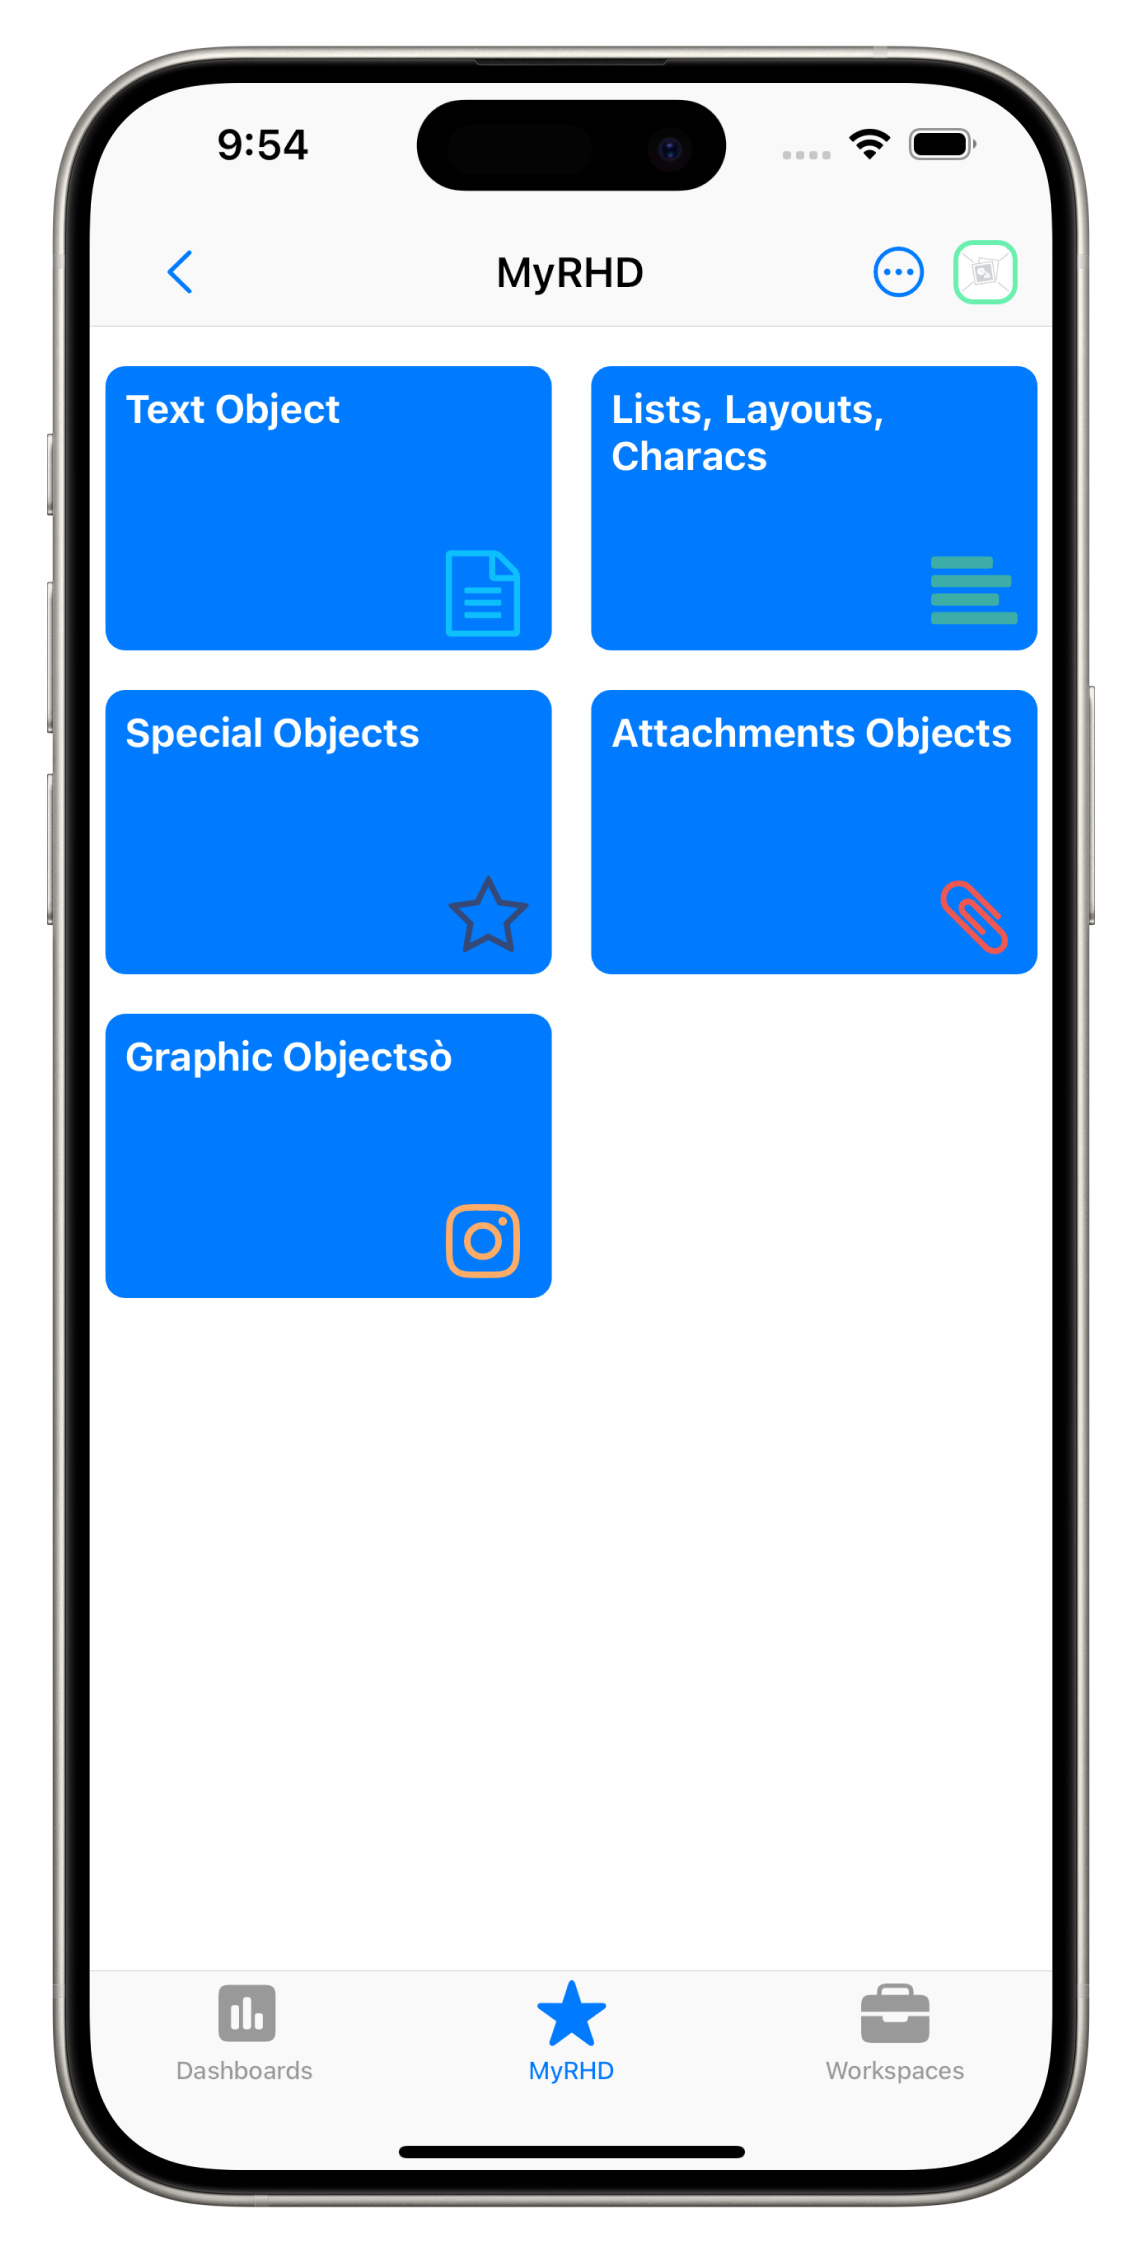 9:54
MyRHD
Text Object
Lists, Layouts,
Characs
Special Objects
Attachments Objects
Graphic Objectsò
Dashboards
MyRHD
Workspaces